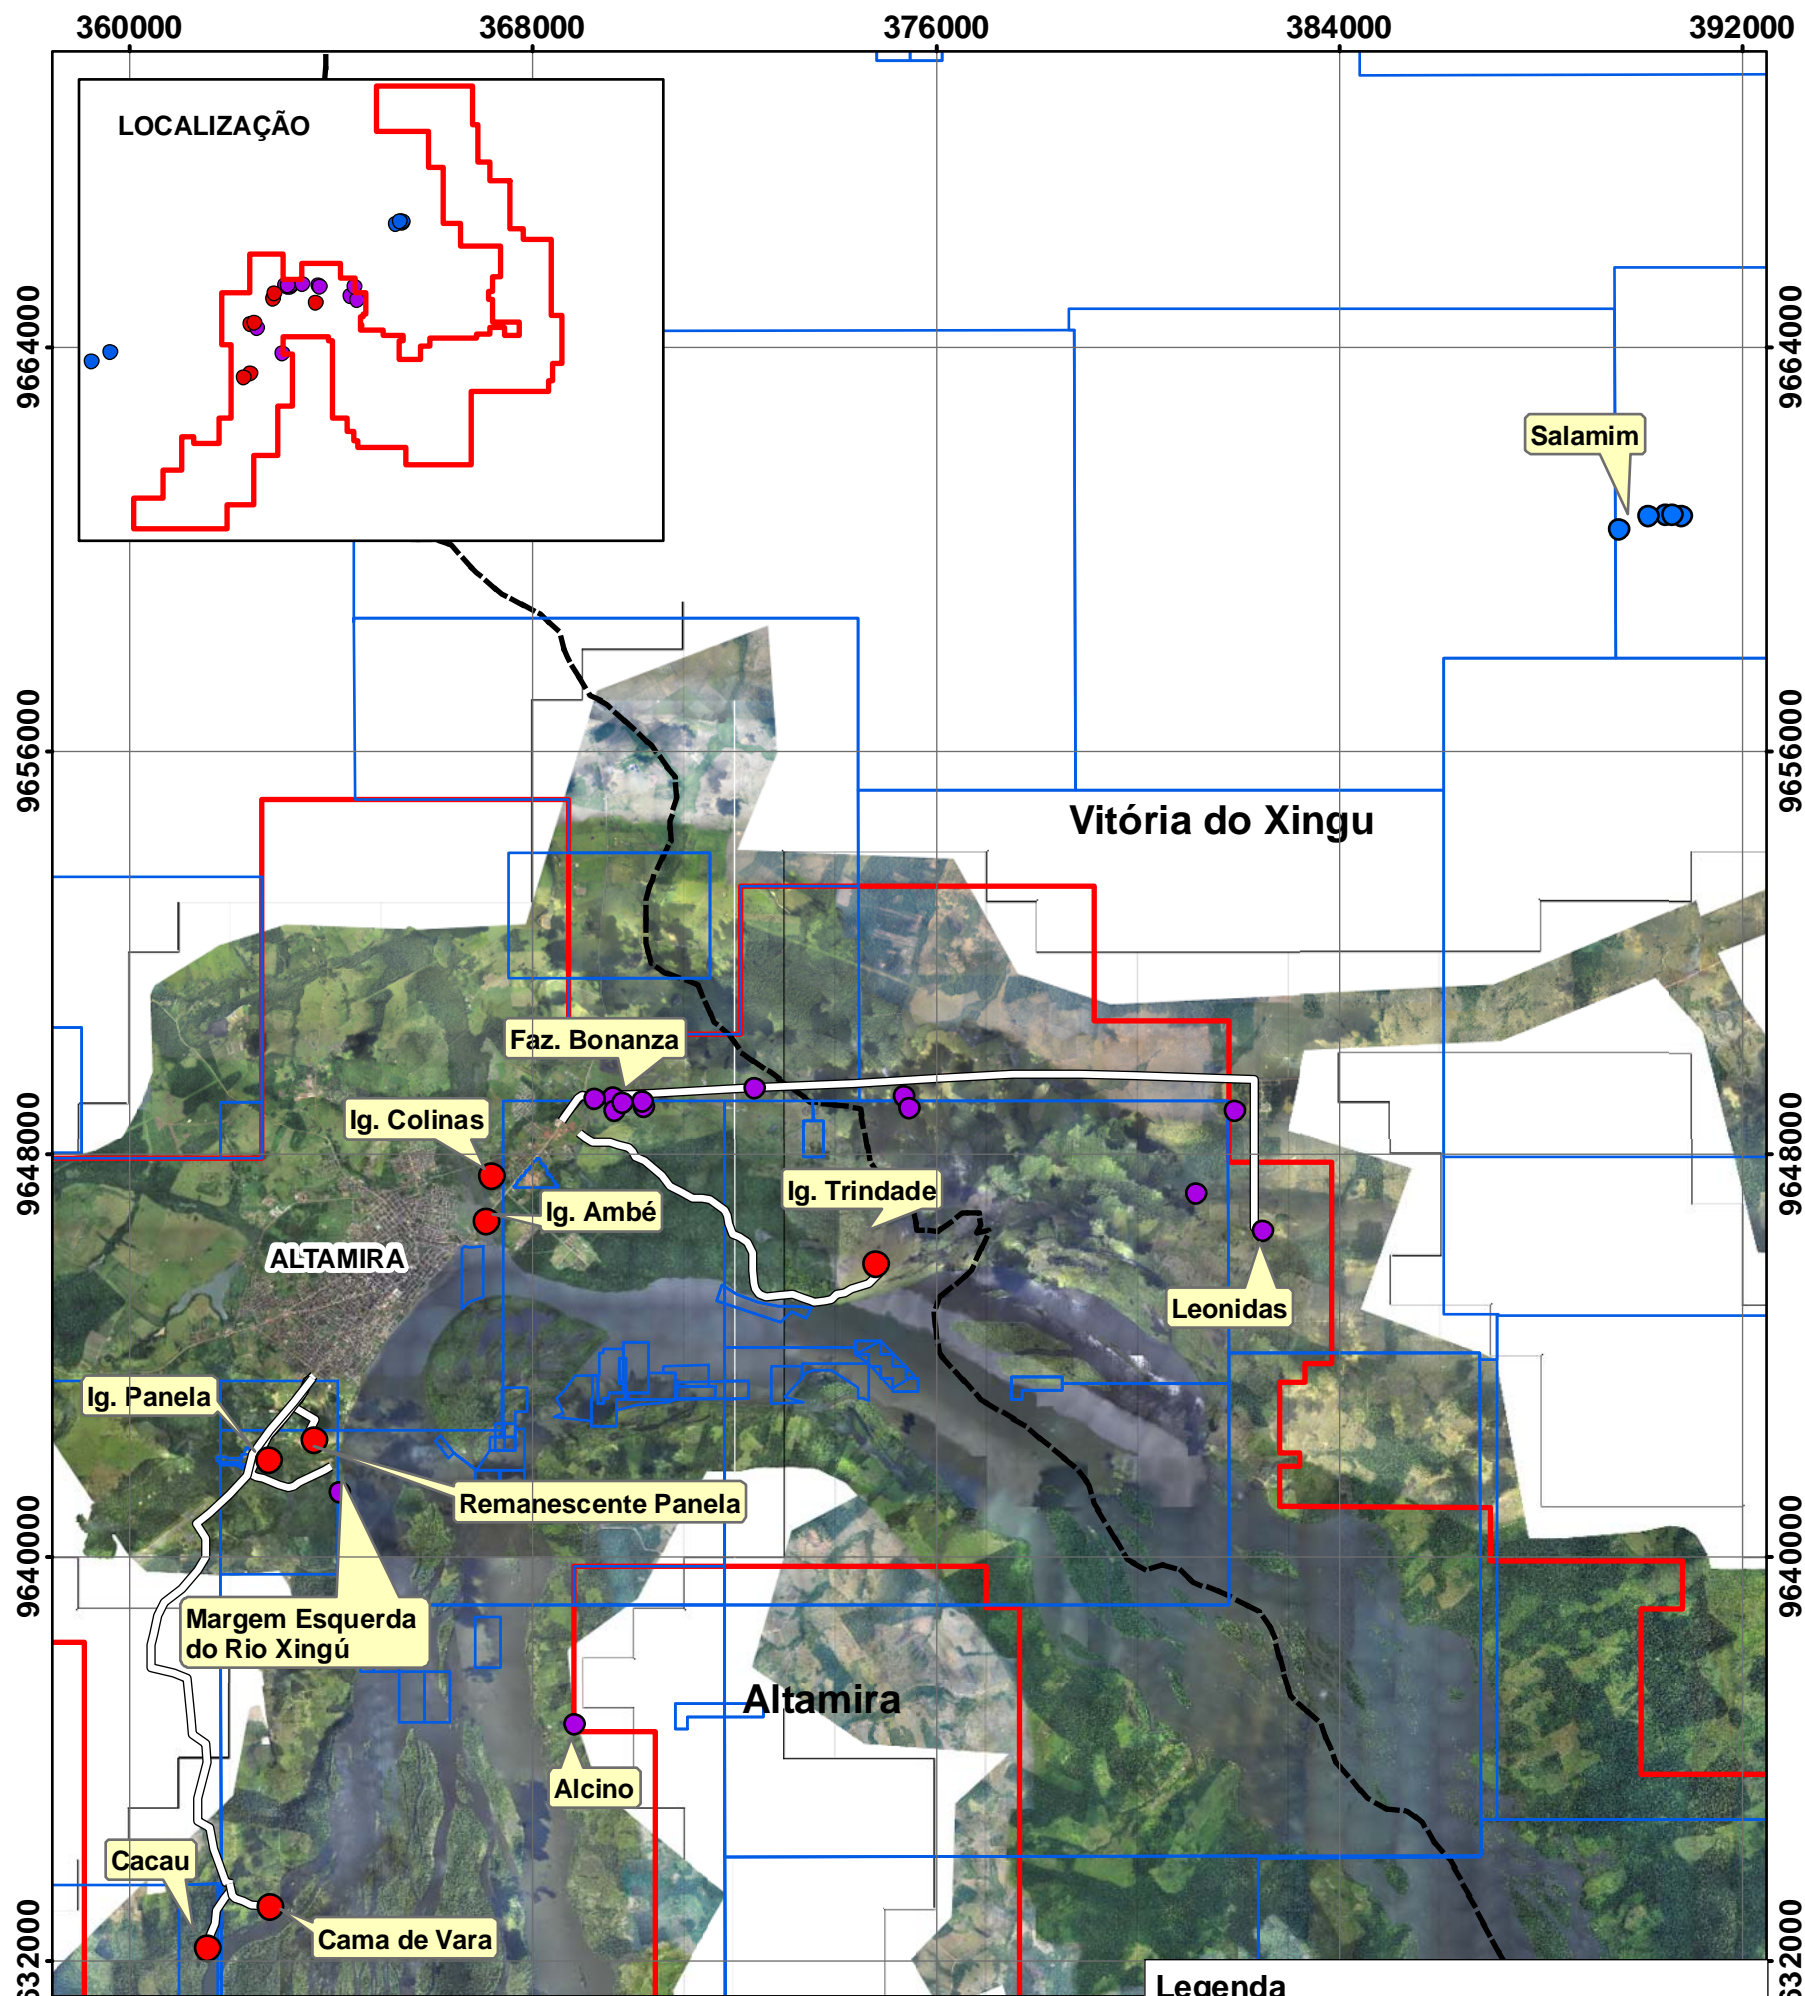 360000
368000
376000
384000
392000
LOCALIZAÇÃO
9664000
9664000
Salamim
9656000
9656000
Vitória do Xingu
Faz. Bonanza
Ig. Colinas
9648000
9648000
Ig. Trindade
Ig. Ambé
ALTAMIRA
Leonidas
Ig. Panela
Remanescente Panela
9640000
9640000
Margem Esquerda
do Rio Xingú
Altamira
Alcino
Cacau
Cama de Vara
632000
632000
Legenda